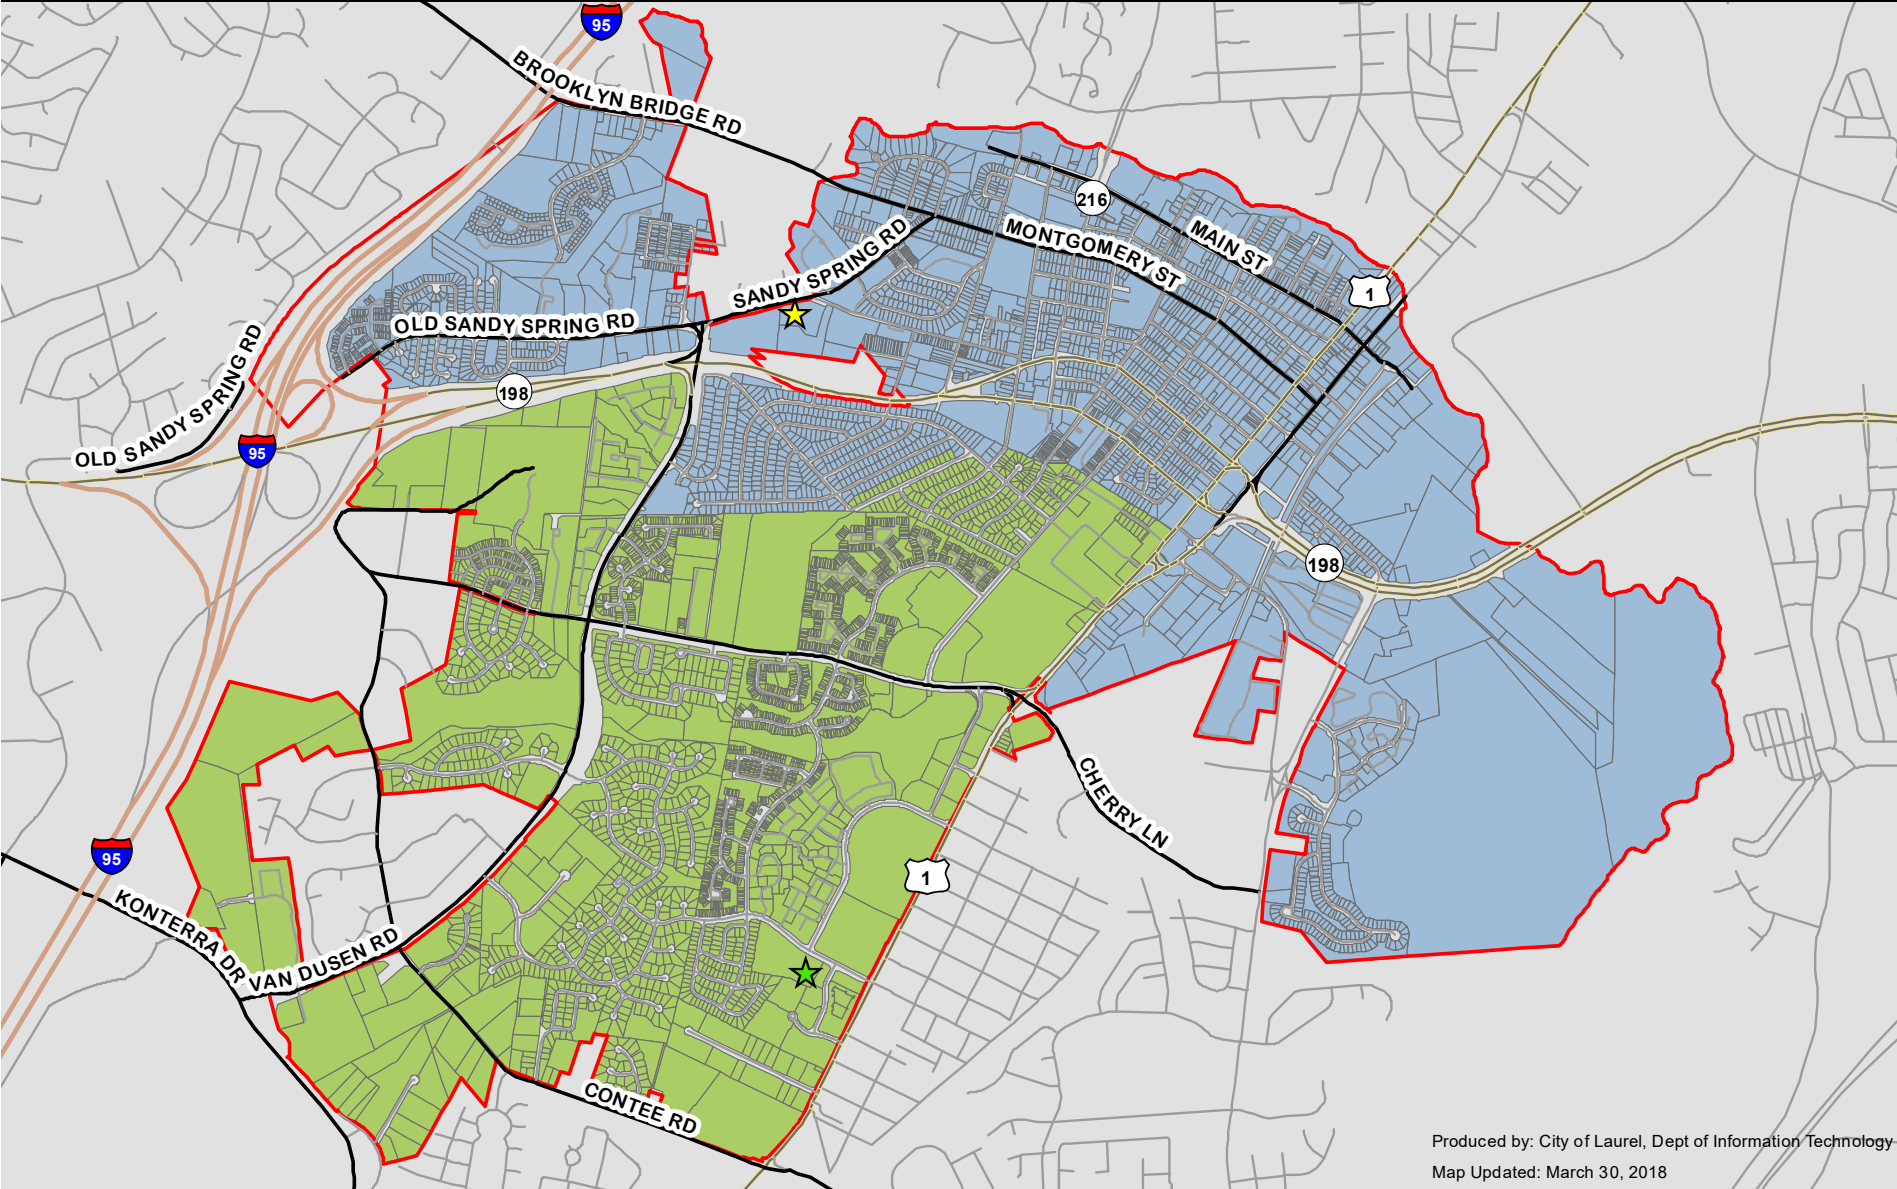 95
BROOKLYN BRIDGE RD
216
MAIN ST
MONTGOMERY ST
SANDY SPRING RD
1
OLD SANDY SPRING RD
OLD SANDY SPRING RD
198
95
198
CHERRY LN
95
1
KONTERRA DR
VAN DUSEN RD
CONTEE RD
Produced by: City of Laurel, Dept of Information Technology
Map Updated: March 30, 2018